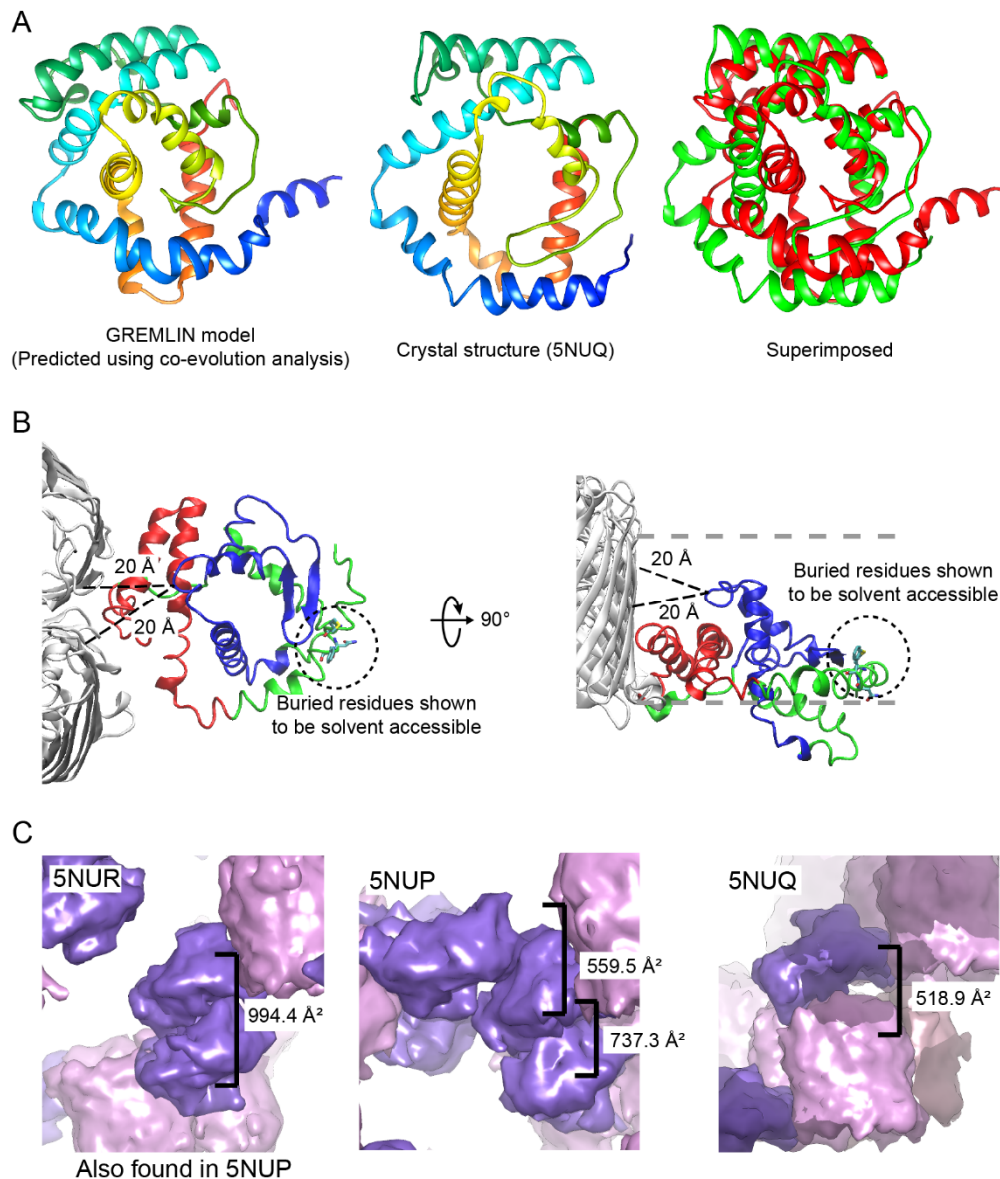 A
GREMLIN model
(Predicted using co-evolution analysis)
Crystal structure (5NUQ)
Superimposed
B
20 Å
20 Å
Buried residues shown
to be solvent accessible
90°
20 Å
20 Å
Buried residues shown
to be solvent accessible
C
5NUR
994.4 Å²
Also found in 5NUP
5NUP
559.5 Å²
737.3 Å²
5NUQ
518.9 Å²